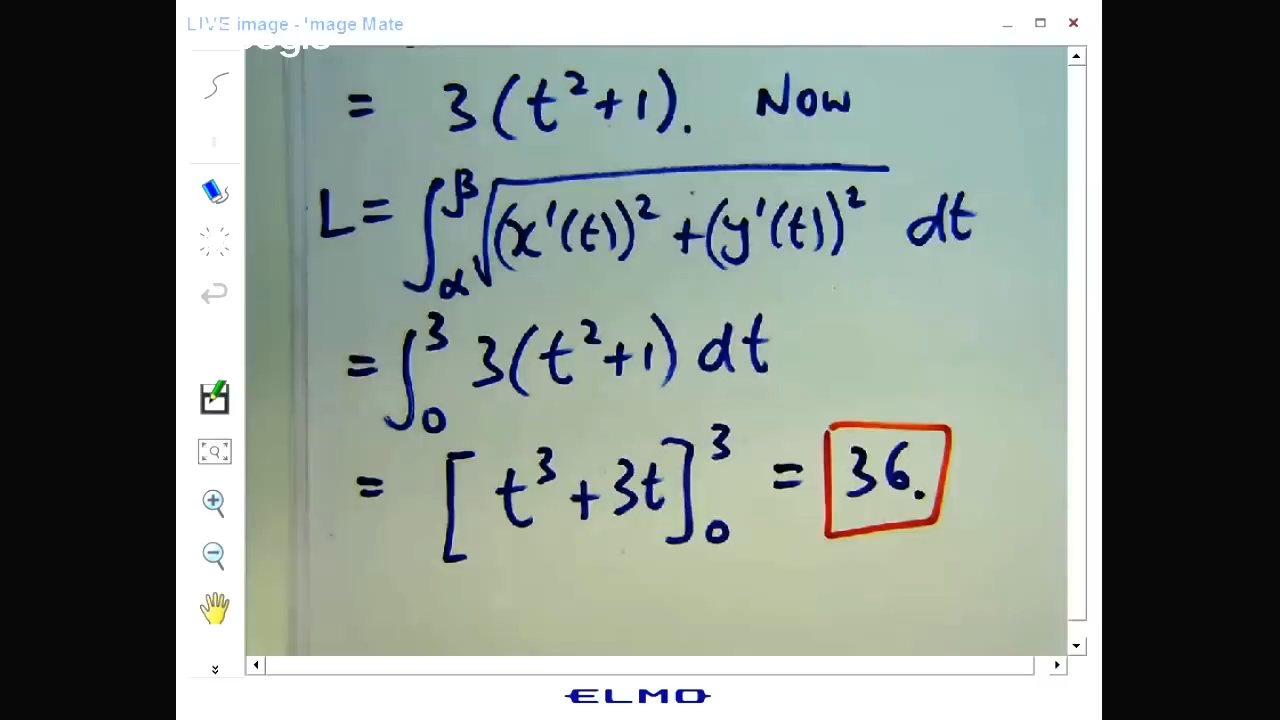 LIVE image - 'mage Mate
= 3(t²+1). Now
L = ∫_α^β √((x'(t))² + (y'(t))²) dt
= ∫_0^3 3(t²+1) dt
= [t³ + 3t]_0^3 = 36.
ELMO